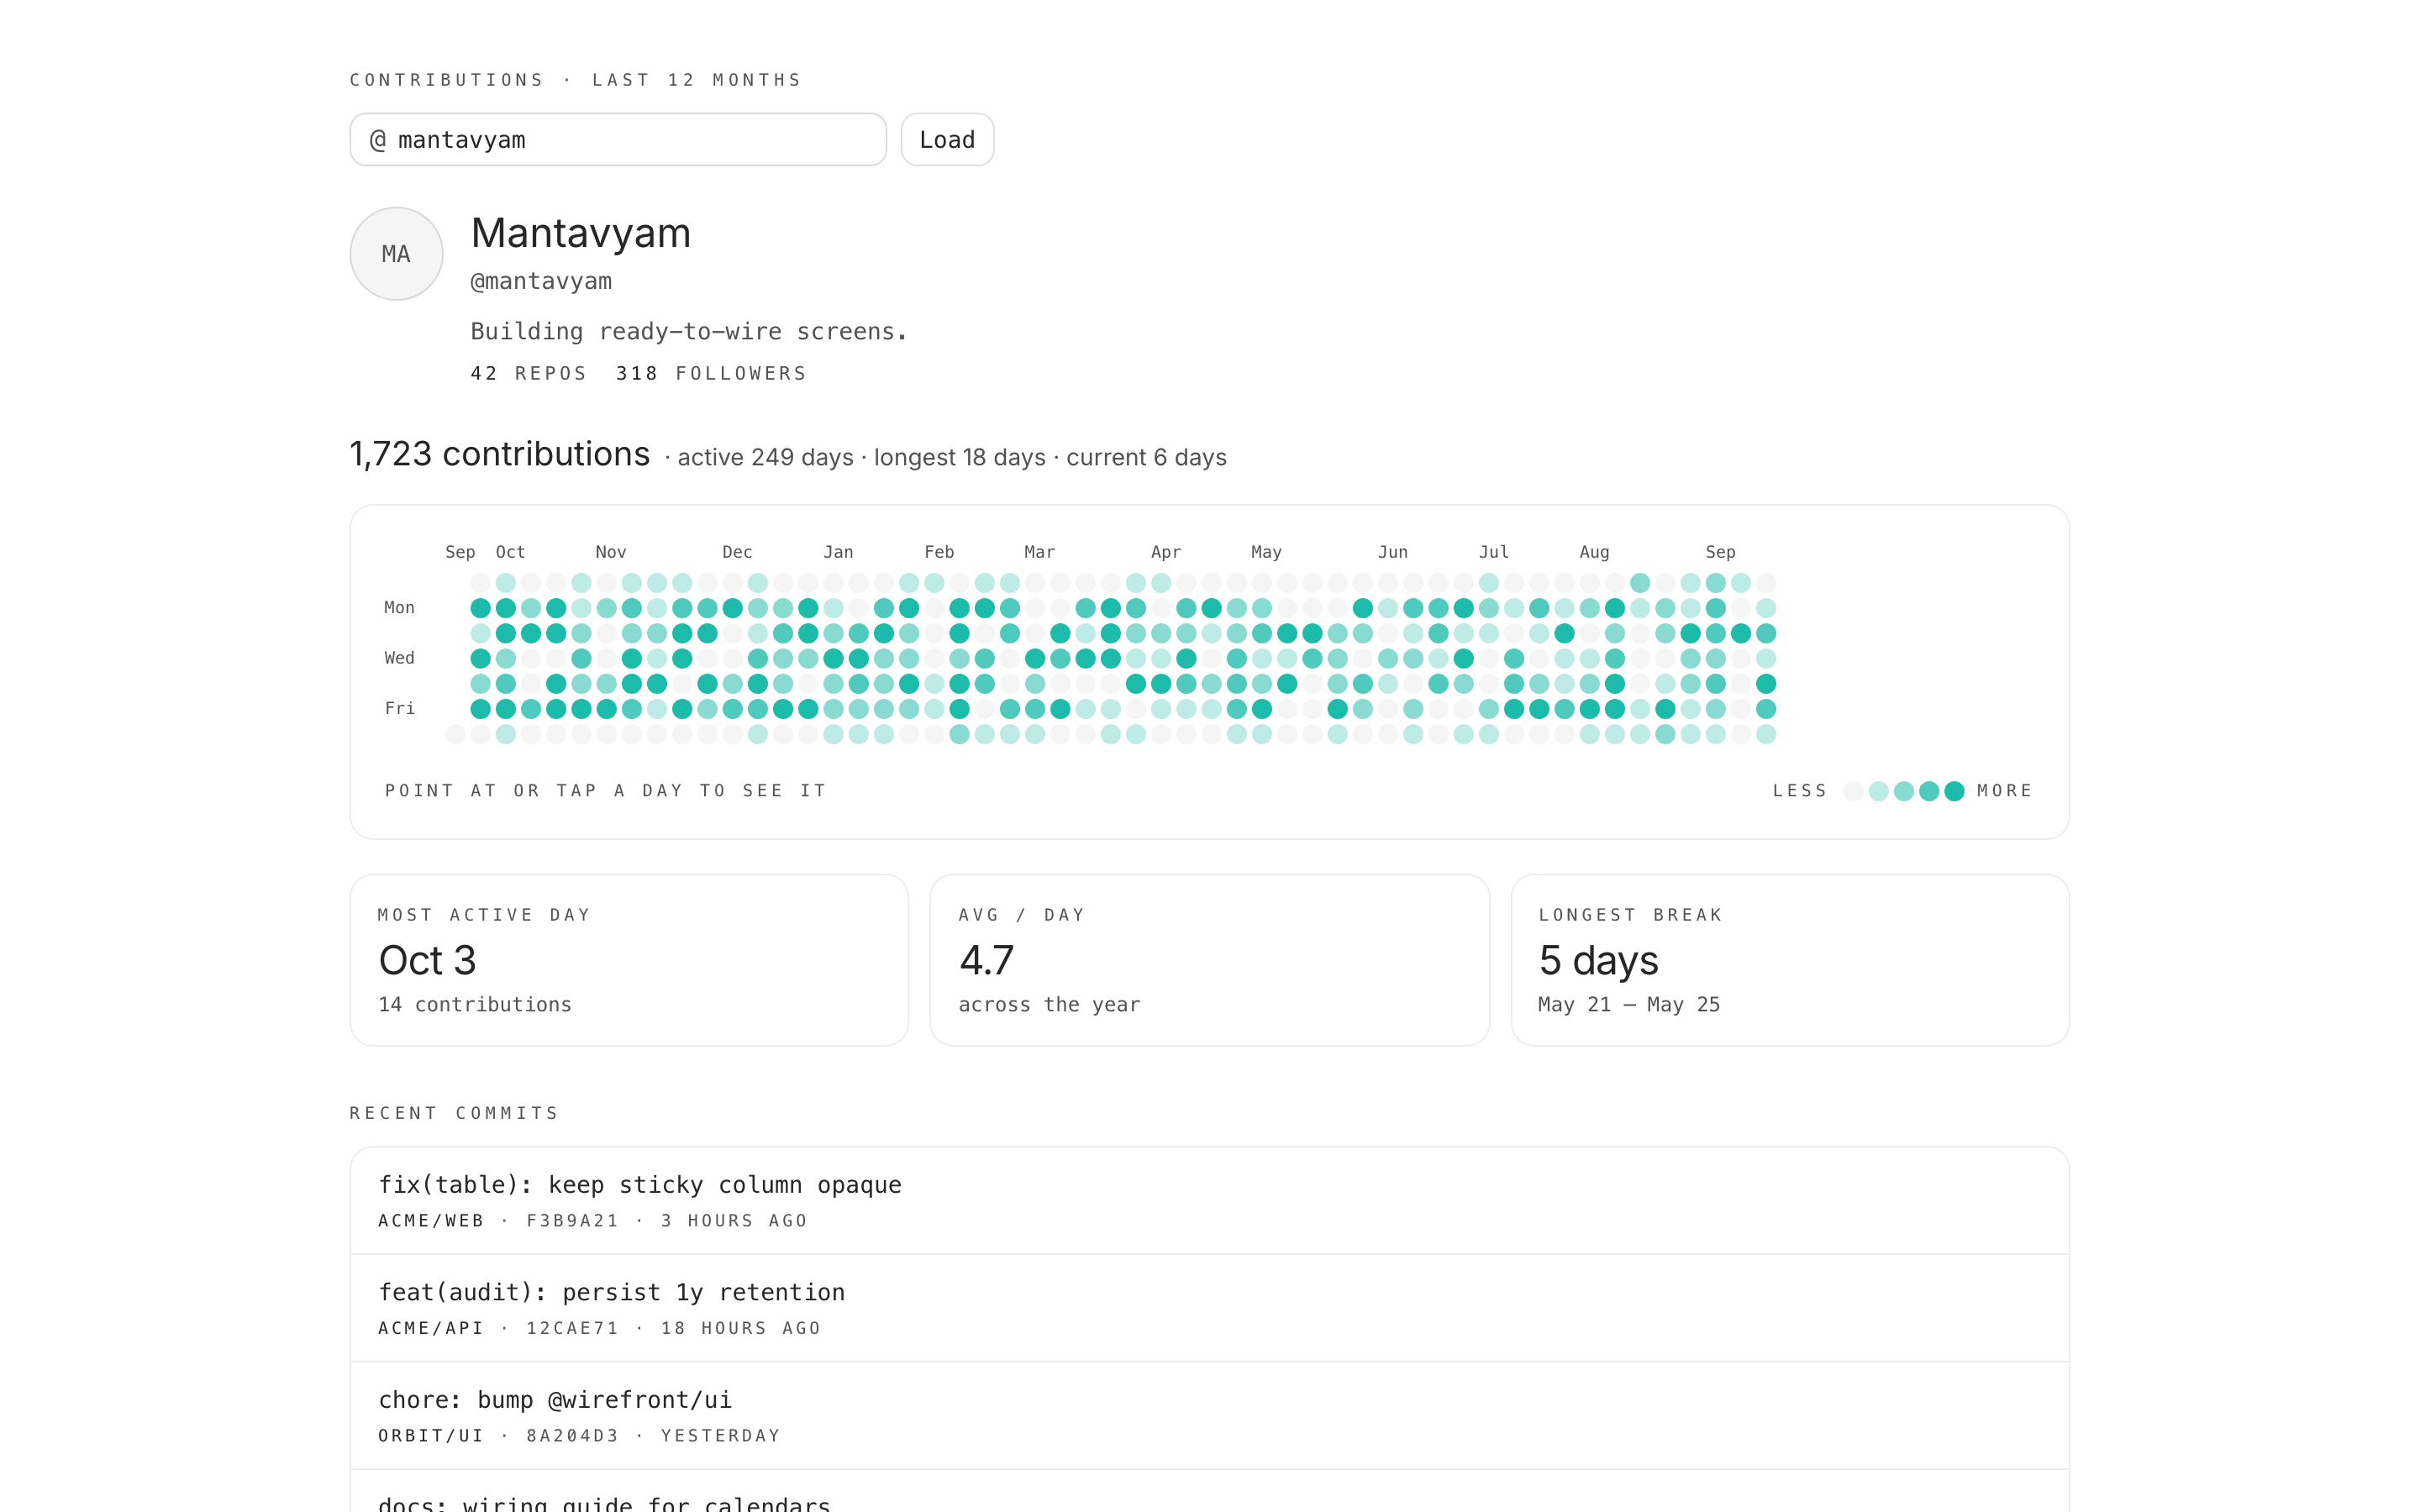 CONTRIBUTIONS · LAST 12 MONTHS
@ mantavyam
Load
MA
Mantavyam
@mantavyam
Building ready-to-wire screens.
42 REPOS 318 FOLLOWERS
1,723 contributions · active 249 days · longest 18 days · current 6 days
Sep Oct Nov Dec Jan Feb Mar Apr May Jun Jul Aug Sep
Mon
Wed
Fri
POINT AT OR TAP A DAY TO SEE IT
LESS MORE
MOST ACTIVE DAY
Oct 3
14 contributions
AVG / DAY
4.7
across the year
LONGEST BREAK
5 days
May 21 – May 25
RECENT COMMITS
fix(table): keep sticky column opaque
ACME/WEB · F3B9A21 · 3 HOURS AGO
feat(audit): persist 1y retention
ACME/API · 12CAE71 · 18 HOURS AGO
chore: bump @wirefront/ui
ORBIT/UI · 8A204D3 · YESTERDAY
docs: wiring guide for calendars